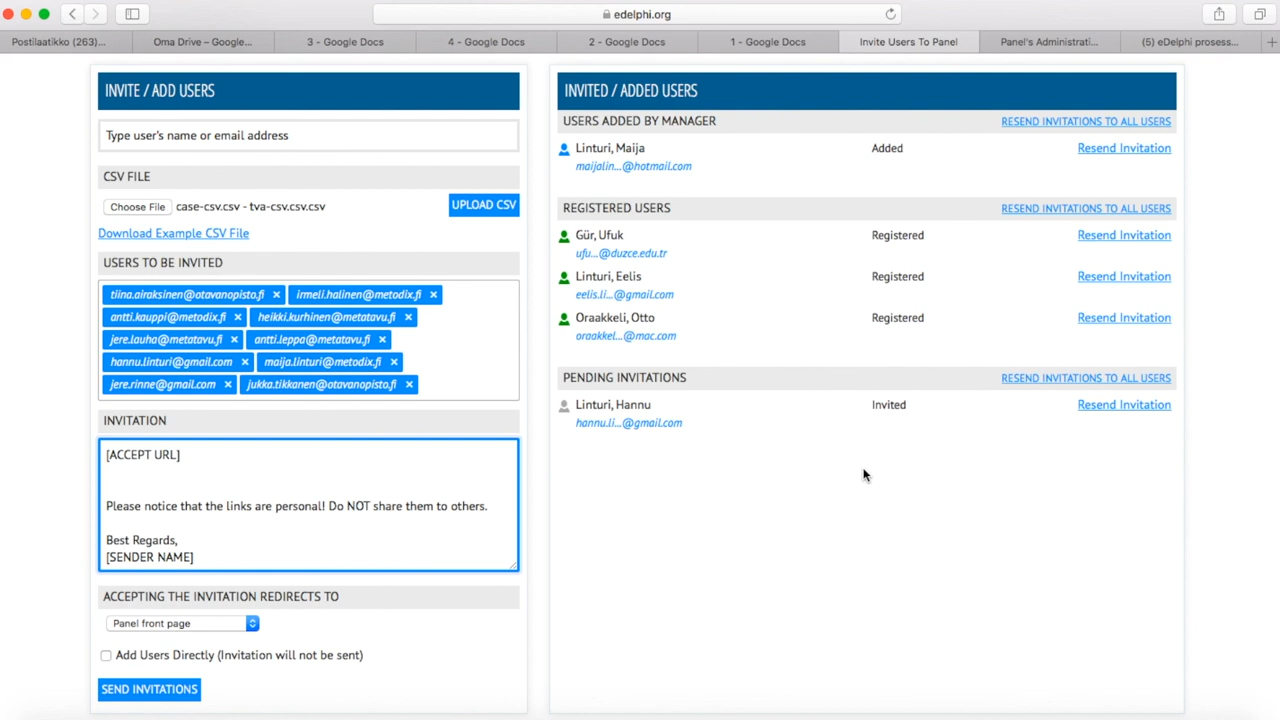 edelphi.org
Postilaatikko (263)...
Oma Drive – Google...
3 - Google Docs
4 - Google Docs
2 - Google Docs
1 - Google Docs
Invite Users To Panel
Panel's Administrati...
(5) eDelphi prosess...
INVITE / ADD USERS
Type user's name or email address
CSV FILE
Choose File case-csv.csv - tva-csv.csv.csv
UPLOAD CSV
Download Example CSV File
USERS TO BE INVITED
tiina.airaksinen@otavanopisto.fi × irmeli.halinen@metodix.fi ×
antti.kauppi@metodix.fi × heikki.kurhinen@metatavu.fi ×
jere.lauha@metatavu.fi × antti.leppa@metatavu.fi ×
hannu.linturi@gmail.com × maija.linturi@metodix.fi ×
jere.rinne@gmail.com × jukka.tikkanen@otavanopisto.fi ×
INVITATION
[ACCEPT URL]
Please notice that the links are personal! Do NOT share them to others.
Best Regards,
[SENDER NAME]
ACCEPTING THE INVITATION REDIRECTS TO
Panel front page
Add Users Directly (Invitation will not be sent)
SEND INVITATIONS
INVITED / ADDED USERS
USERS ADDED BY MANAGER RESEND INVITATIONS TO ALL USERS
Linturi, Maija Added Resend Invitation
maijalin...@hotmail.com
REGISTERED USERS RESEND INVITATIONS TO ALL USERS
Gür, Ufuk Registered Resend Invitation
ufu...@duzce.edu.tr
Linturi, Eelis Registered Resend Invitation
eelis.li...@gmail.com
Oraakkeli, Otto Registered Resend Invitation
oraakkel...@mac.com
PENDING INVITATIONS RESEND INVITATIONS TO ALL USERS
Linturi, Hannu Invited Resend Invitation
hannu.li...@gmail.com